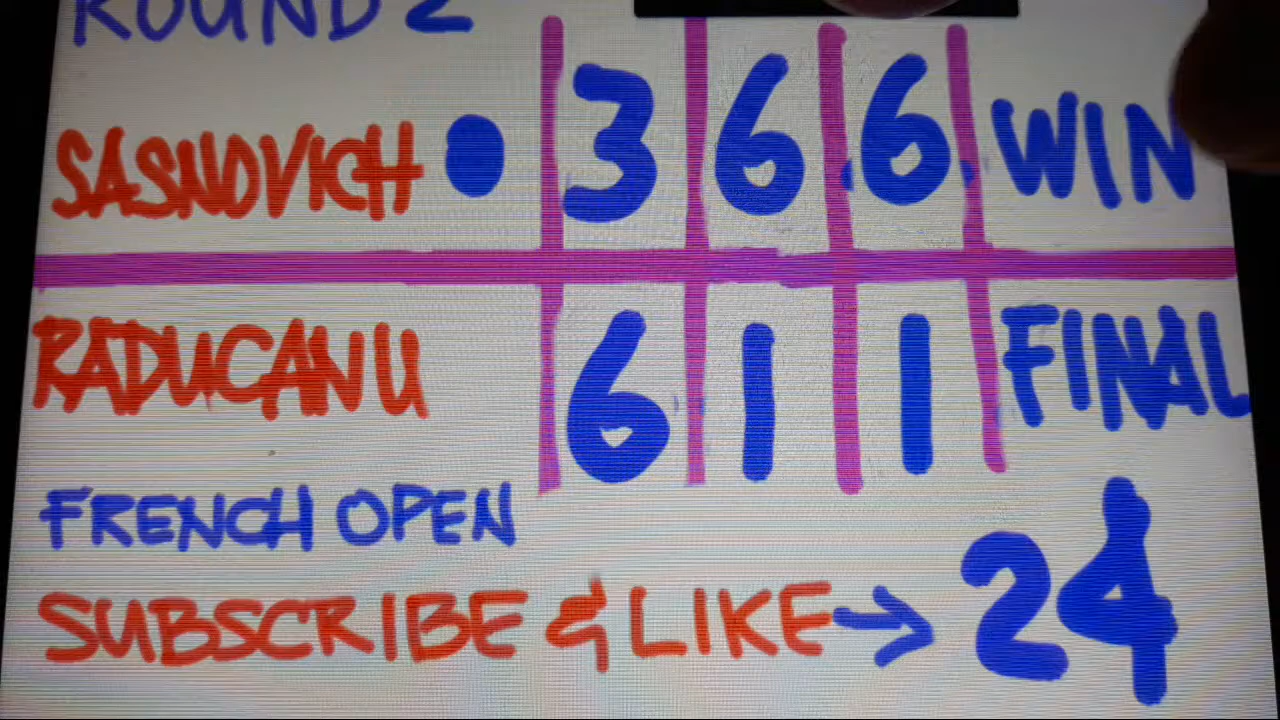 ROUND 2
SASNOVICH 3 6 6 WIN
RADUCANU 6 1 1 FINAL
FRENCH OPEN
SUBSCRIBE & LIKE → 24